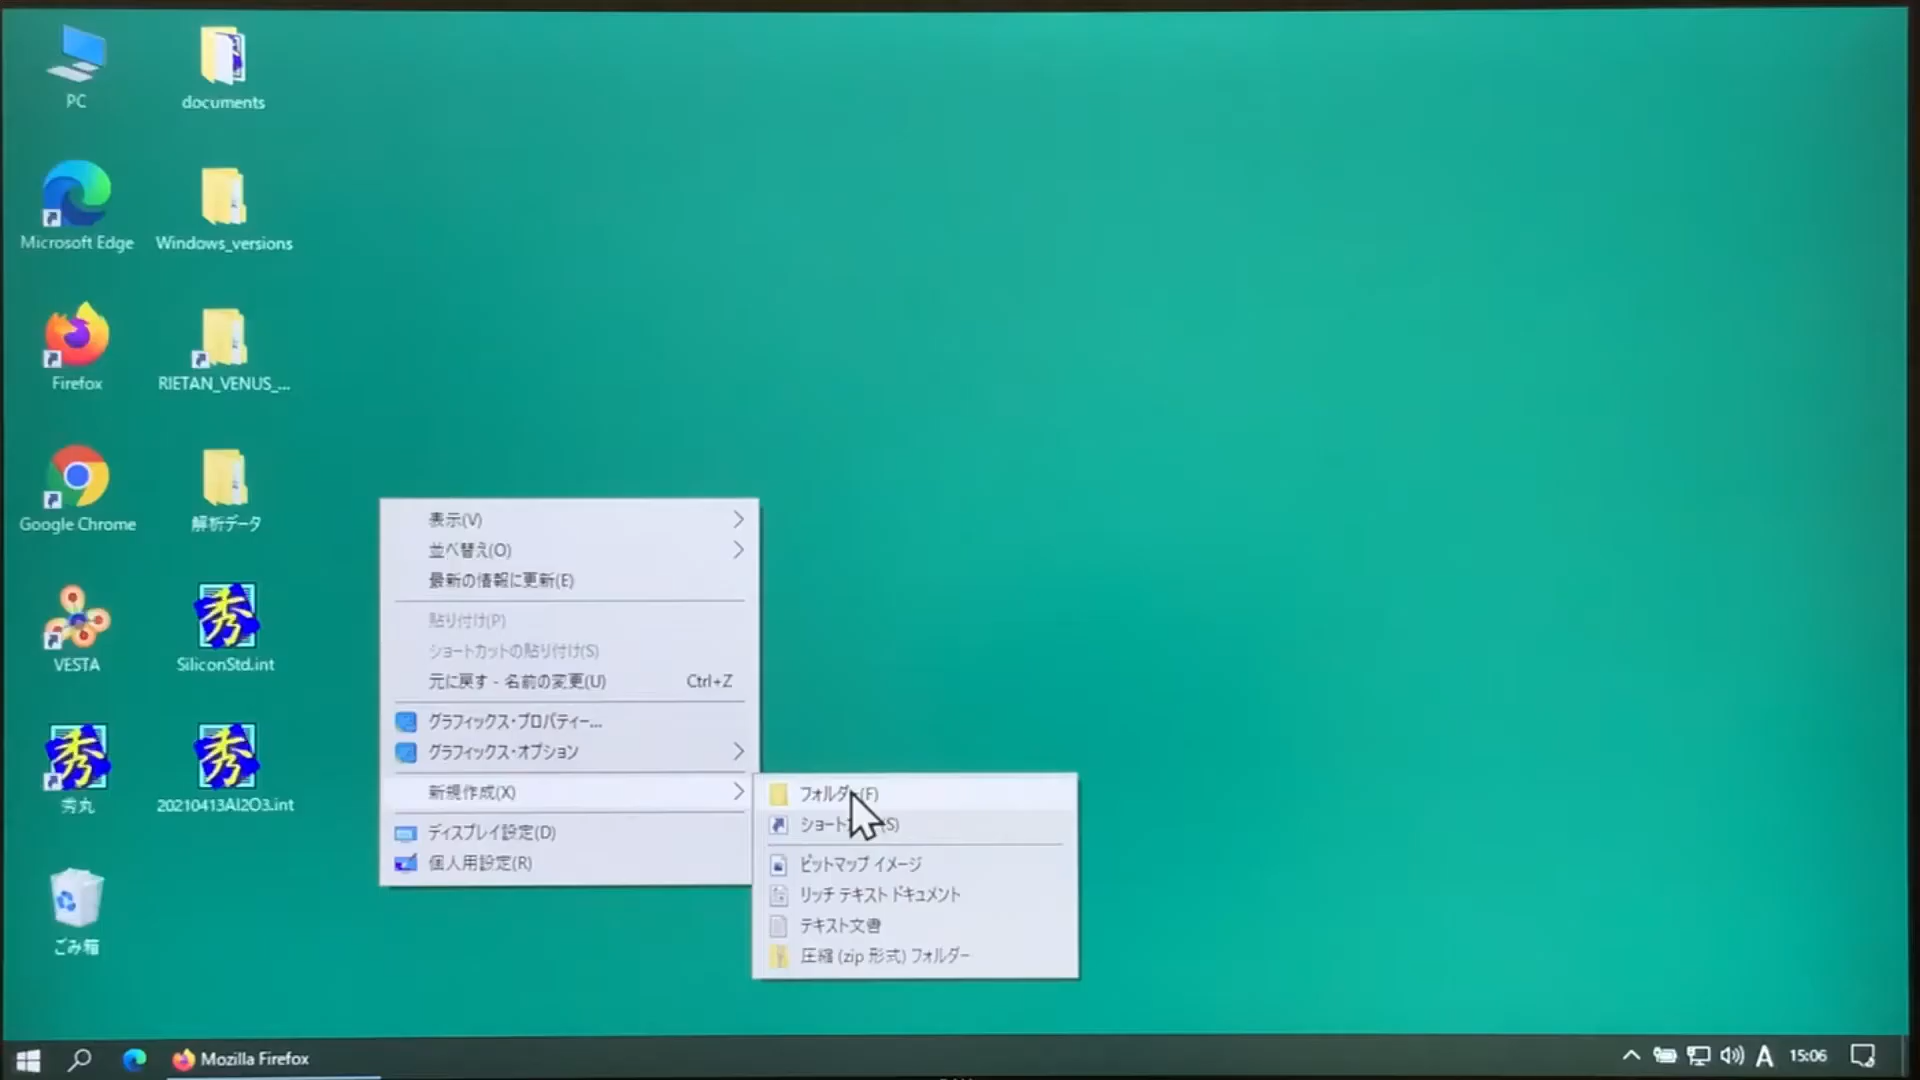 PC
documents
Microsoft Edge
Windows_versions
Firefox
RIETAN_VENUS_...
Google Chrome
解析データ
VESTA
SiliconStd.int
秀丸
20210413Al2O3.int
ごみ箱
表示(V)
並べ替え(O)
最新の情報に更新(E)
貼り付け(P)
ショートカットの貼り付け(S)
元に戻す - 名前の変更(U) Ctrl+Z
グラフィックス・プロパティー...
グラフィックス・オプション
新規作成(X)
ディスプレイ設定(D)
個人用設定(R)
フォルダー(F)
ショートカット(S)
ビットマップ イメージ
リッチ テキスト ドキュメント
テキスト文書
圧縮 (zip 形式) フォルダー
Mozilla Firefox
A 15:06